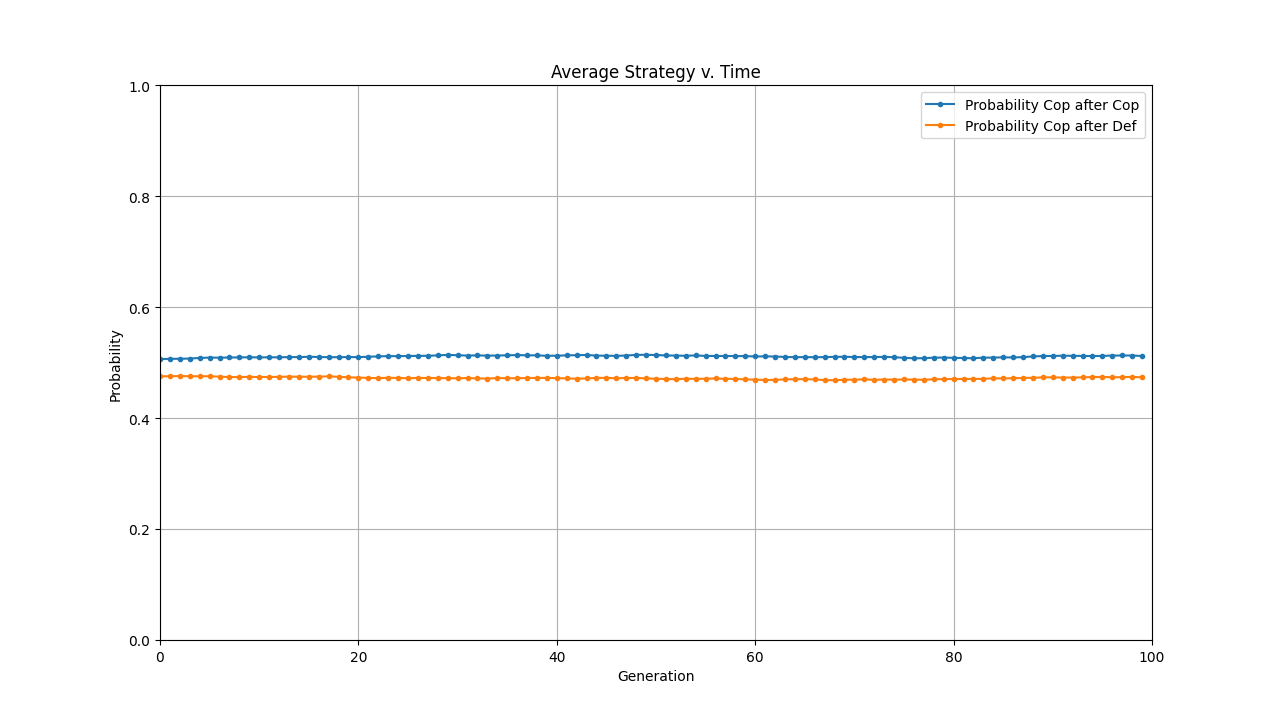 Average Strategy v. Time
Probability Cop after Cop
Probability Cop after Def
Probability
1.0
0.8
0.6
0.4
0.2
0.0
0 20 40 60 80 100
Generation